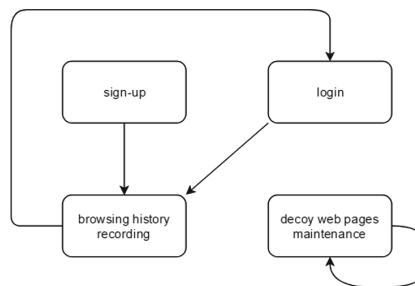 sign-up
login
browsing history
recording
decoy web pages
maintenance